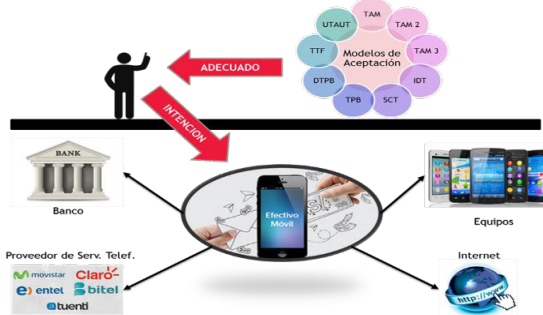 TAM
UTAUT
TAM 2
TTF
Modelos de
Aceptación
TAM 3
DTPB
IDT
TPB
SCT
ADECUADO
INTENCION
BANK
Banco
Efectivo
Móvil
Equipos
Proveedor de Serv. Telef.
movistar
Claro-
entel
bitel
tuenti
Internet
http://www